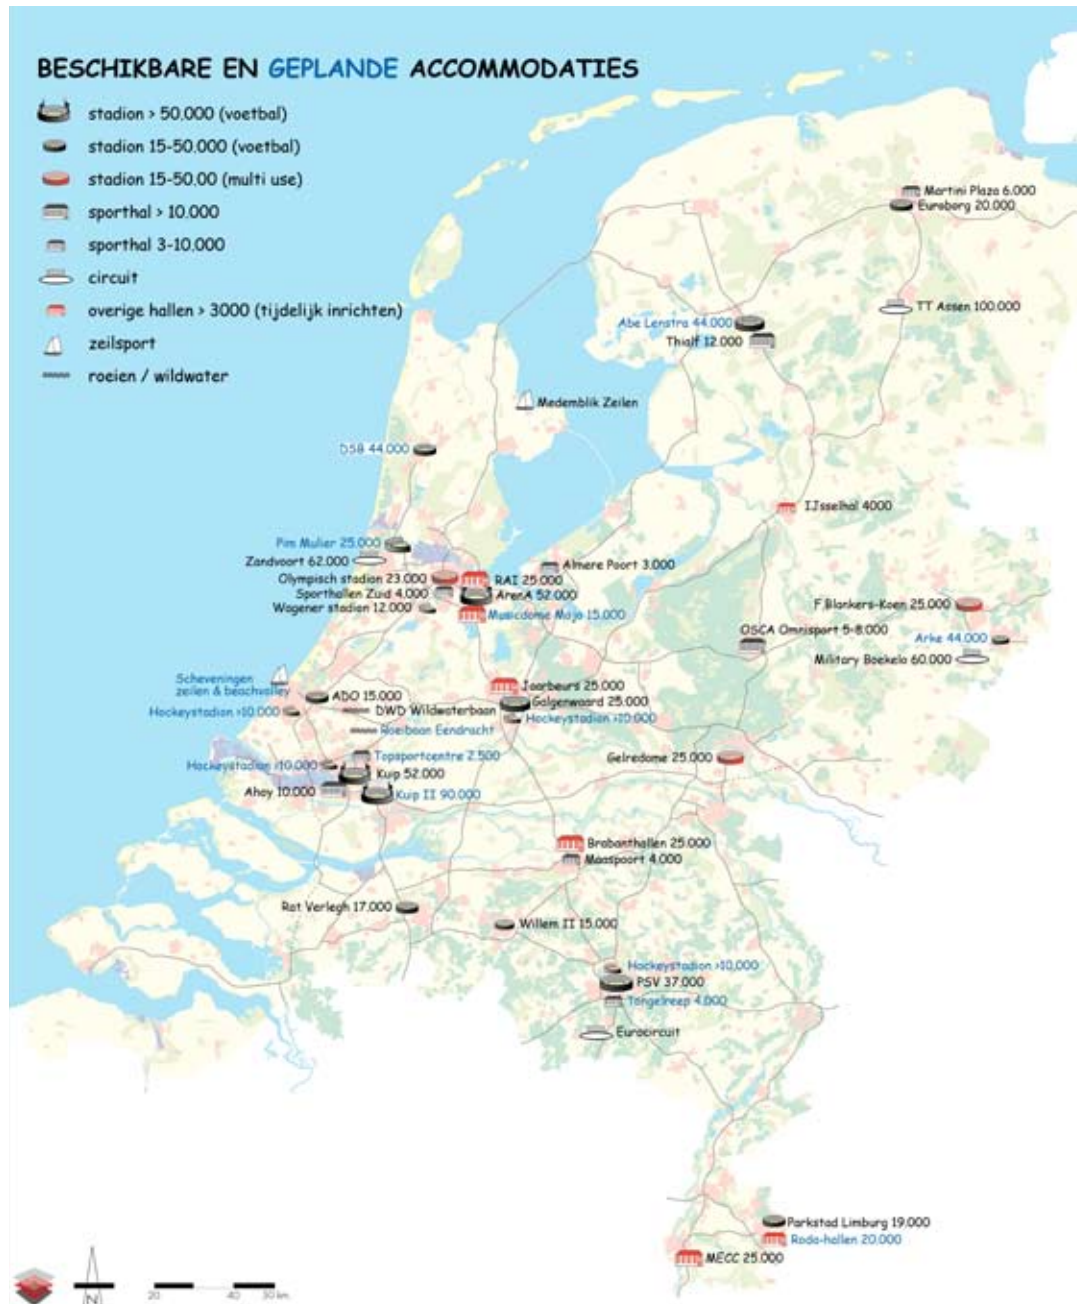 BESCHIKBARE EN GEPLANDE ACCOMMODATIES
stadion > 50.000 (voetbal)
stadion 15-50.000 (voetbal)
stadion 15-50.00 (multi use)
sporthal > 10.000
sporthal 3-10.000
circuit
overige hallen > 3000 (tijdelijk inrichten)
zeilsport
roeien / wildwater
Martini Plaza 6.000
Euroborg 20.000
TT Assen 100.000
Abe Lenstra 44.000
Thialf 12.000
Medemblik Zeilen
DSB 44.000
IJsselhal 4000
Pim Mulier 25.000
Zandvoort 62.000
Almere Poort 3.000
Olympisch stadion 23.000
RAI 25.000
Sporthallen Zuid 4.000
ArenA 52.000
Wagener stadion 12.000
Musicdome Mojo 15.000
F.Blankers-Koen 25.000
OSCA Omnisport 5-8.000
Arke 44.000
Military Boekelo 60.000
Scheveningen
zeilen & beachvolley
Jaarbeurs 25.000
ADO 15.000
Galgenwaard 25.000
Hockeystadion >10.000
DWD Wildwaterbaan
Hockeystadion >10.000
Roeibaan Eendracht
Topsportcentre 2.500
Gelredome 25.000
Hockeystadion >10.000
Kuip 52.000
Ahoy 10.000
Kuip II 90.000
Brabanthallen 25.000
Maaspoort 4.000
Rat Verlegh 17.000
Willem II 15.000
Hockeystadion >10.000
PSV 37.000
Tongelreep 4.000
Eurocircuit
Parkstad Limburg 19.000
Roda-hallen 20.000
MECC 25.000
N
20 40 50 km